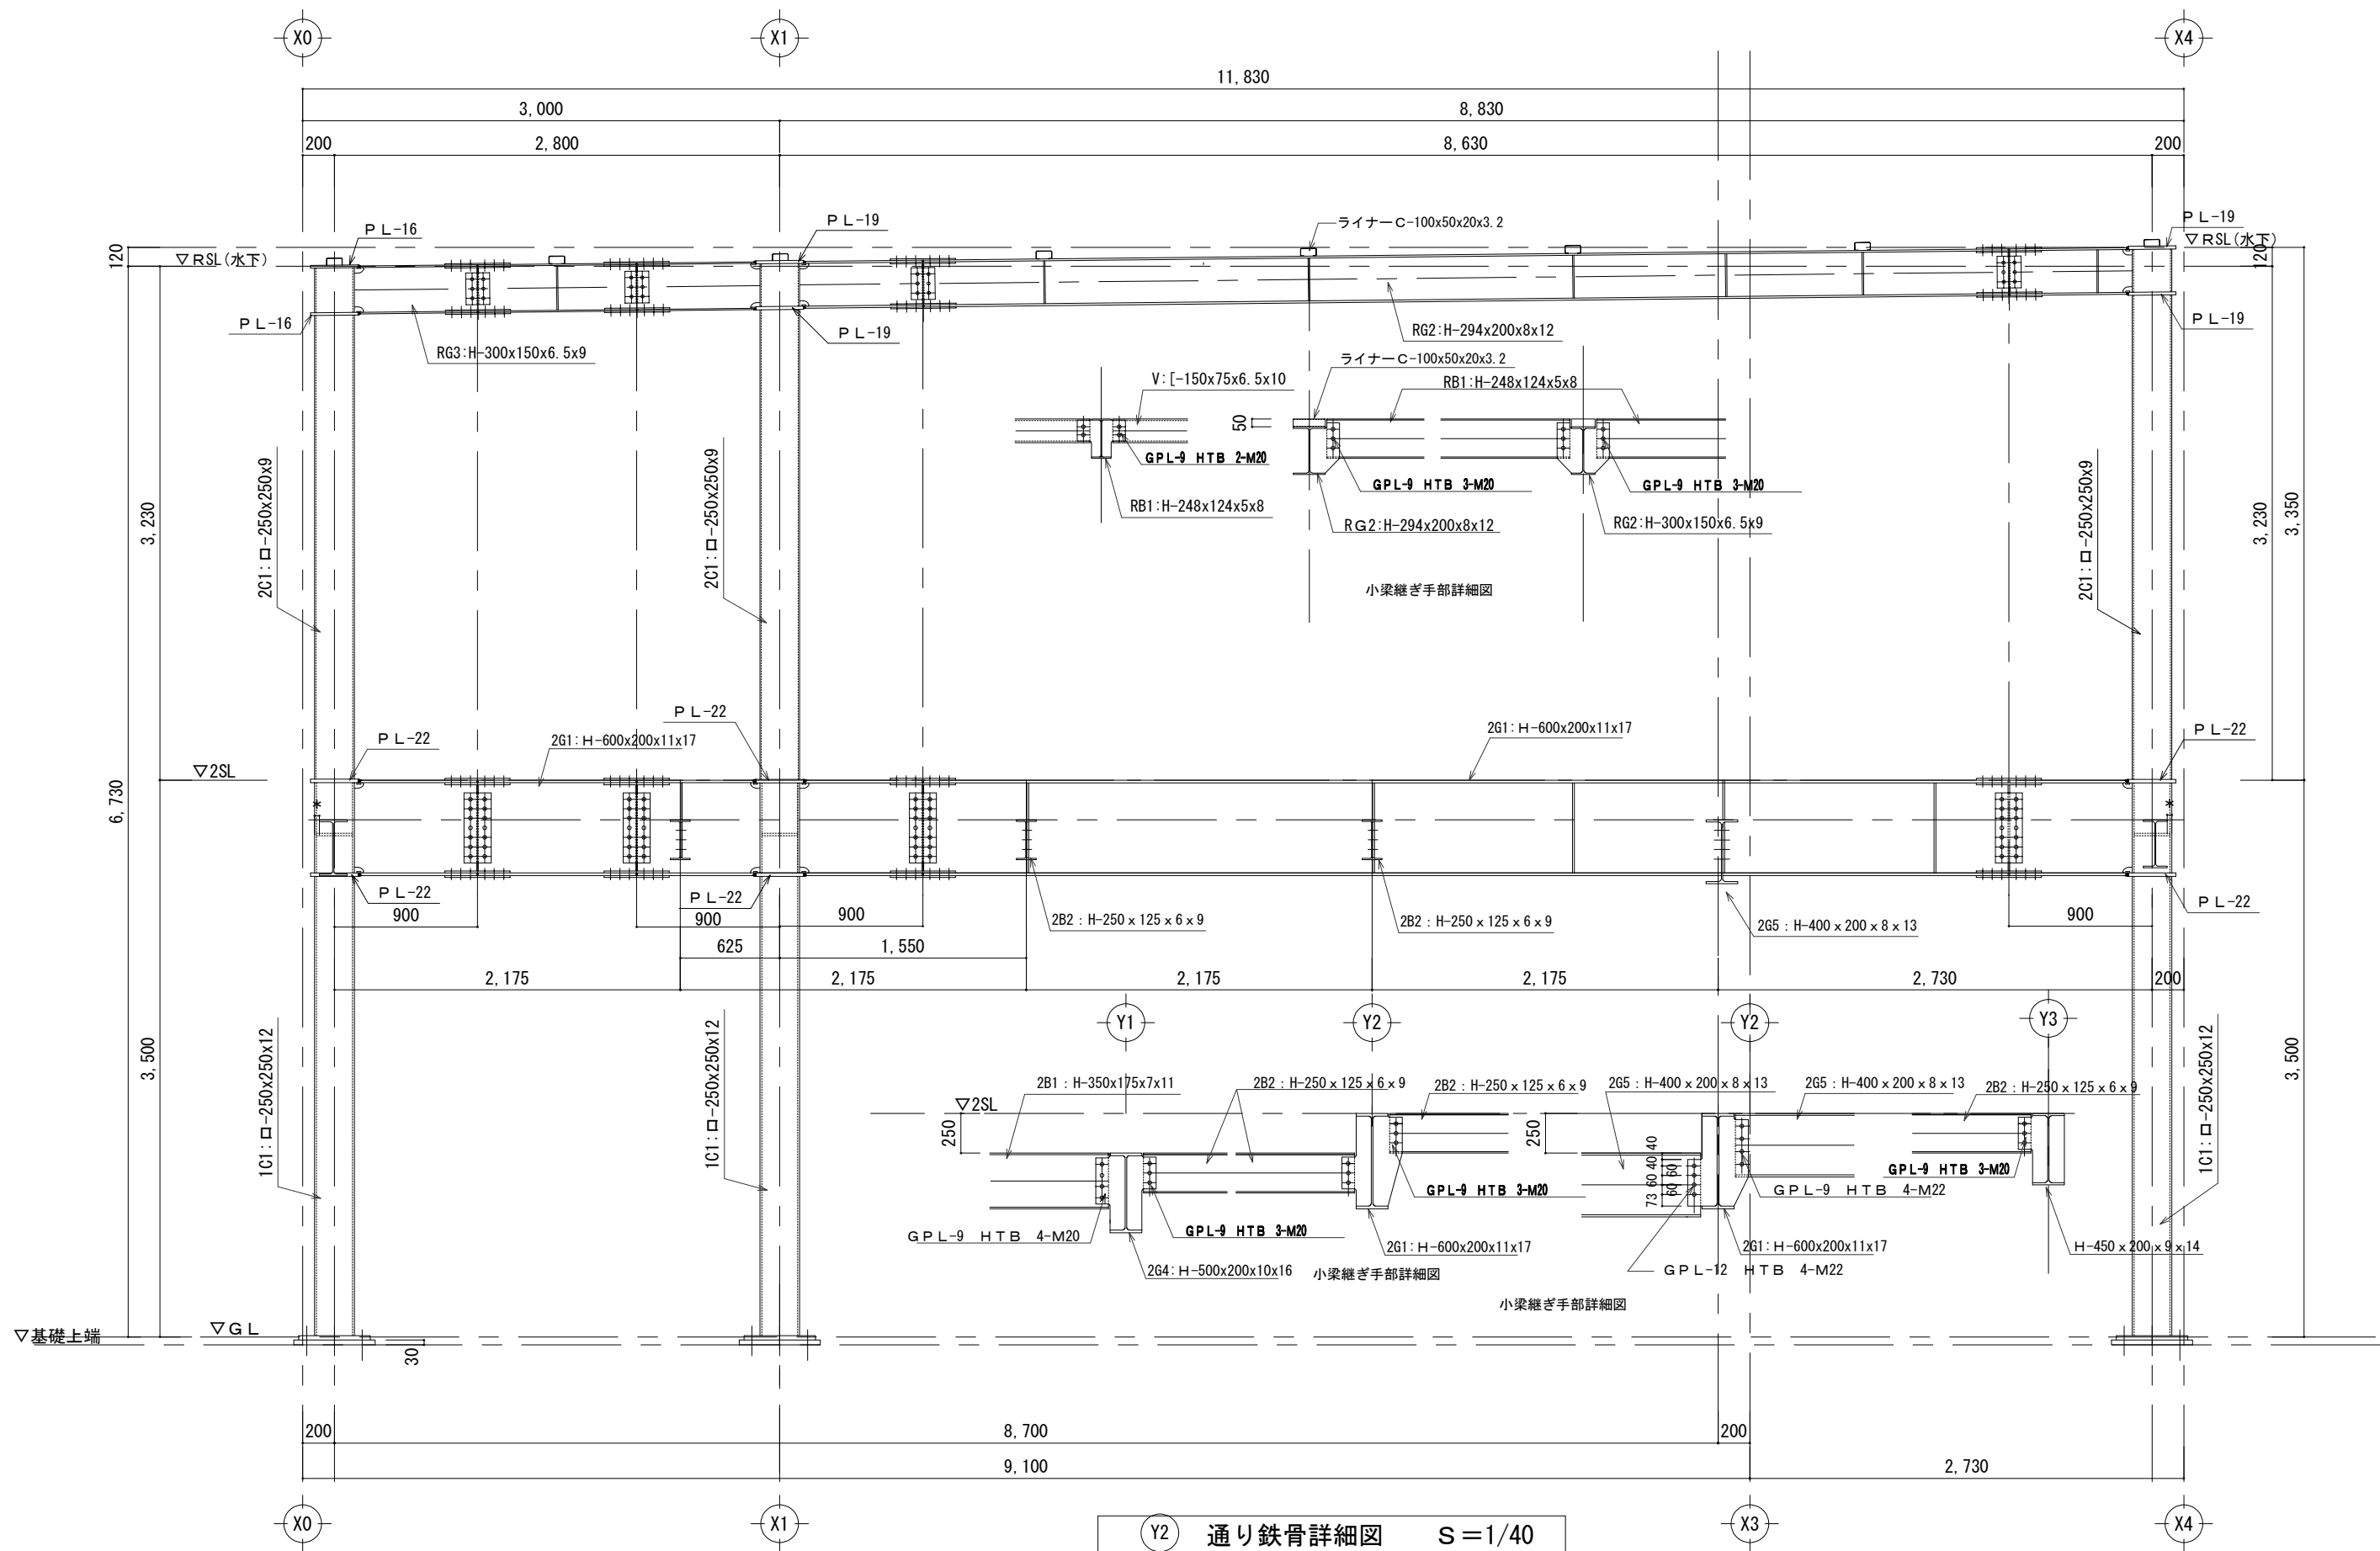 X0
X1
X4
11,830
3,000
8,830
200
2,800
8,630
200
PL-16
PL-19
ライナーC-100x50x20x3.2
PL-19
120
▽RSL(水下)
▽RSL(水下)
120
PL-16
PL-19
PL-19
RG3:H-300x150x6.5x9
RG2:H-294x200x8x12
ライナーC-100x50x20x3.2
V:[-150x75x6.5x10
RB1:H-248x124x5x8
50
GPL-9 HTB 2-M20
GPL-9 HTB 3-M20
GPL-9 HTB 3-M20
RB1:H-248x124x5x8
RG2:H-294x200x8x12
RG2:H-300x150x6.5x9
小梁継ぎ手部詳細図
2C1:ロ-250x250x9
2C1:ロ-250x250x9
2C1:ロ-250x250x9
3,230
3,230
3,350
6,730
PL-22
PL-22
2G1:H-600x200x11x17
2G1:H-600x200x11x17
PL-22
▽2SL
*
*
PL-22
PL-22
PL-22
900
900
900
900
2B2:H-250x125x6x9
2B2:H-250x125x6x9
2G5:H-400x200x8x13
625
1,550
2,175
2,175
2,175
2,175
2,730
200
Y1
Y2
Y2
Y3
3,500
3,500
1C1:ロ-250x250x12
1C1:ロ-250x250x12
1C1:ロ-250x250x12
2B1:H-350x175x7x11
2B2:H-250x125x6x9
2B2:H-250x125x6x9
2G5:H-400x200x8x13
2G5:H-400x200x8x13
2B2:H-250x125x6x9
▽2SL
250
250
73 60 40 40
60 60
GPL-9 HTB 4-M20
GPL-9 HTB 3-M20
GPL-9 HTB 3-M20
GPL-9 HTB 4-M22
GPL-9 HTB 3-M20
2G1:H-600x200x11x17
2G1:H-600x200x11x17
H-450x200x9x14
2G4:H-500x200x10x16
小梁継ぎ手部詳細図
GPL-12 HTB 4-M22
小梁継ぎ手部詳細図
▽基礎上端
▽GL
30
200
8,700
200
9,100
2,730
X0
X1
X3
X4
Y2 通り鉄骨詳細図 S=1/40